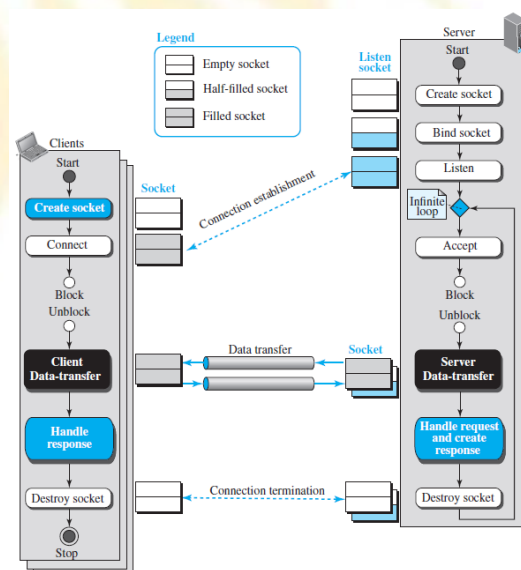 Legend
Empty socket
Half-filled socket
Filled socket
Clients
Start
Create socket
Connect
Block
Unblock
Client
Data-transfer
Handle
response
Destroy socket
Stop
Socket
Connection establishment
Data transfer
Socket
Connection termination
Listen
socket
Server
Start
Create socket
Bind socket
Listen
Infinite
loop
Accept
Block
Unblock
Server
Data-transfer
Handle request
and create
response
Destroy socket